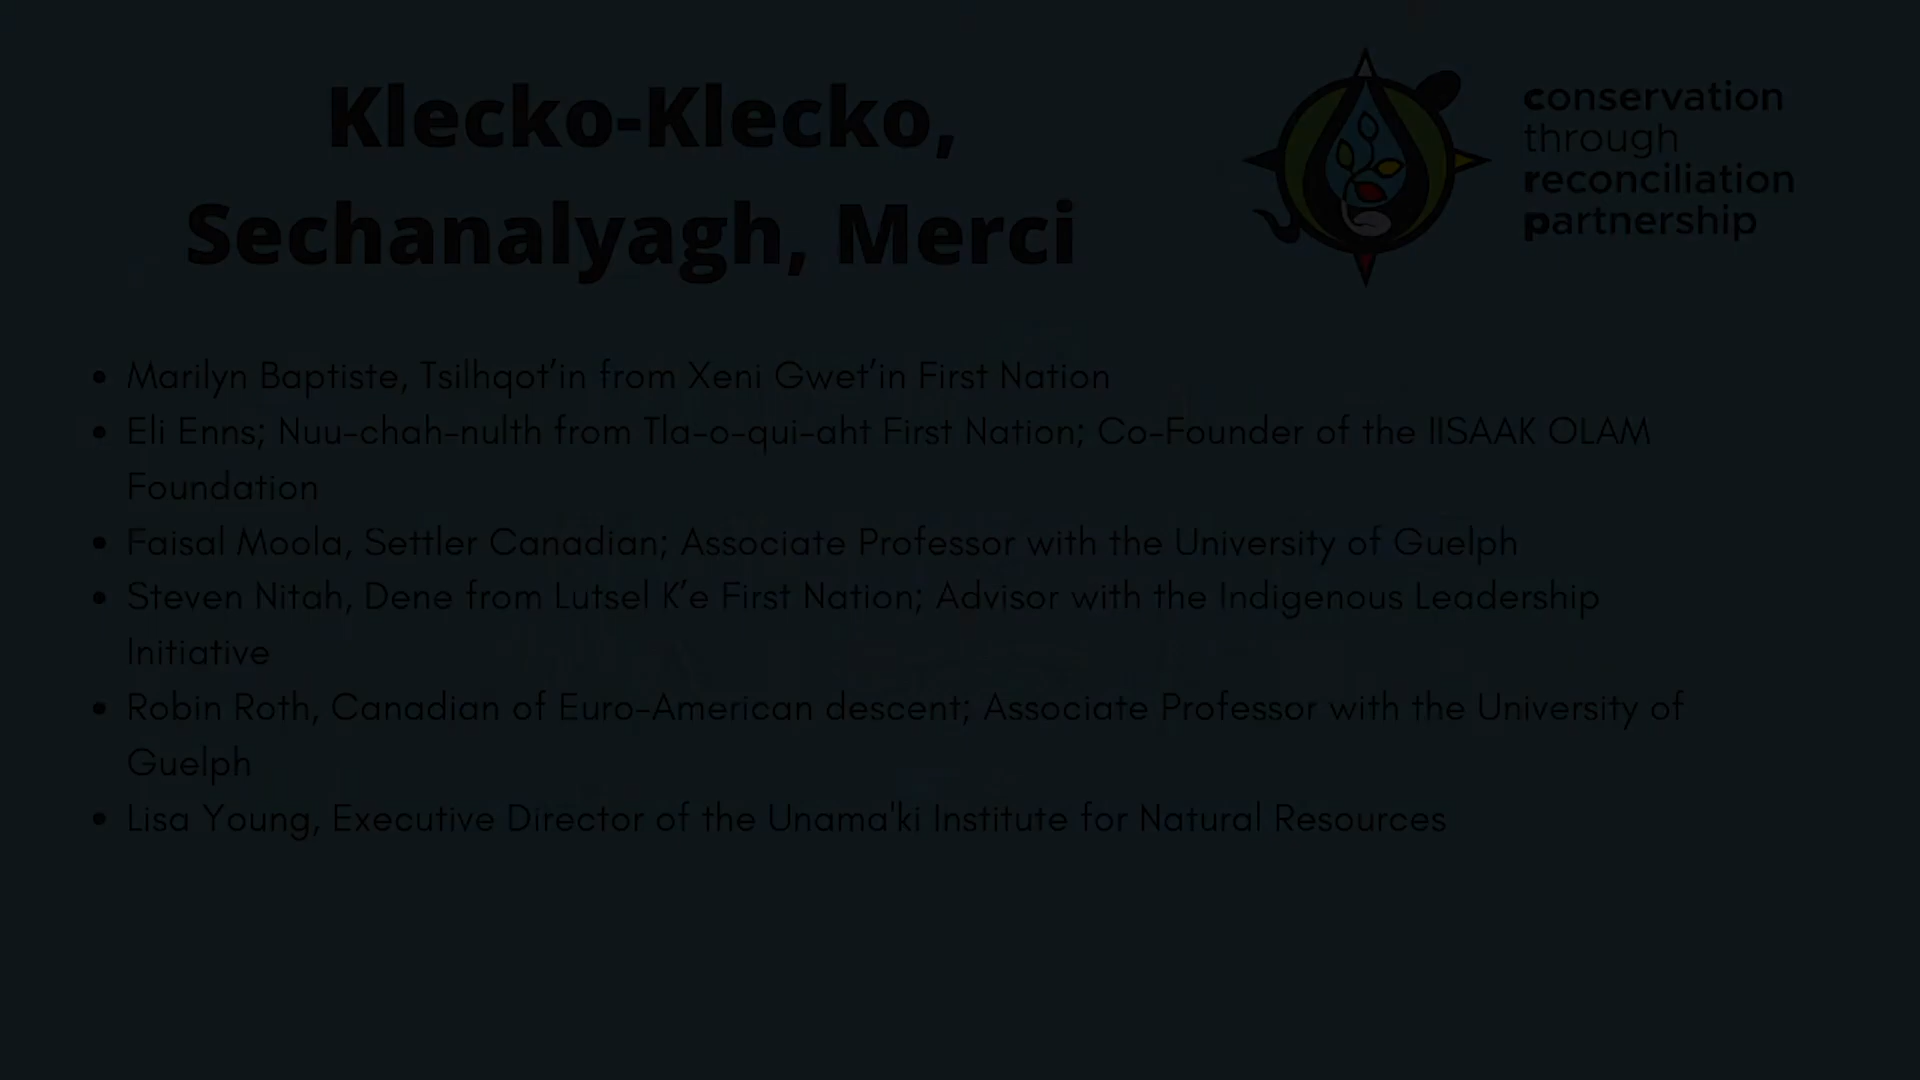 Klecko-Klecko,
Sechanalyagh, Merci
conservation
through
reconciliation
partnership
• Marilyn Baptiste, Tsilhqot’in from Xeni Gwet’in First Nation
• Eli Enns; Nuu-chah-nulth from Tla-o-qui-aht First Nation; Co-Founder of the IISAAK OLAM
Foundation
• Faisal Moola, Settler Canadian; Associate Professor with the University of Guelph
• Steven Nitah, Dene from Lutsel K’e First Nation; Advisor with the Indigenous Leadership
Initiative
• Robin Roth, Canadian of Euro-American descent; Associate Professor with the University of
Guelph
• Lisa Young, Executive Director of the Unama'ki Institute for Natural Resources